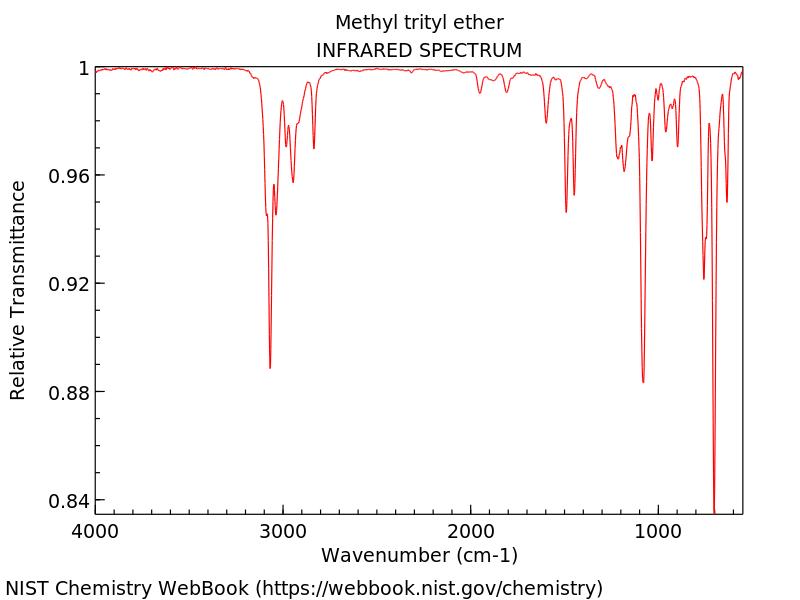 Methyl trityl ether
INFRARED SPECTRUM
1
0.96
0.92
0.88
0.84
Relative Transmittance
4000 3000 2000 1000
Wavenumber (cm-1)
NIST Chemistry WebBook (https://webbook.nist.gov/chemistry)